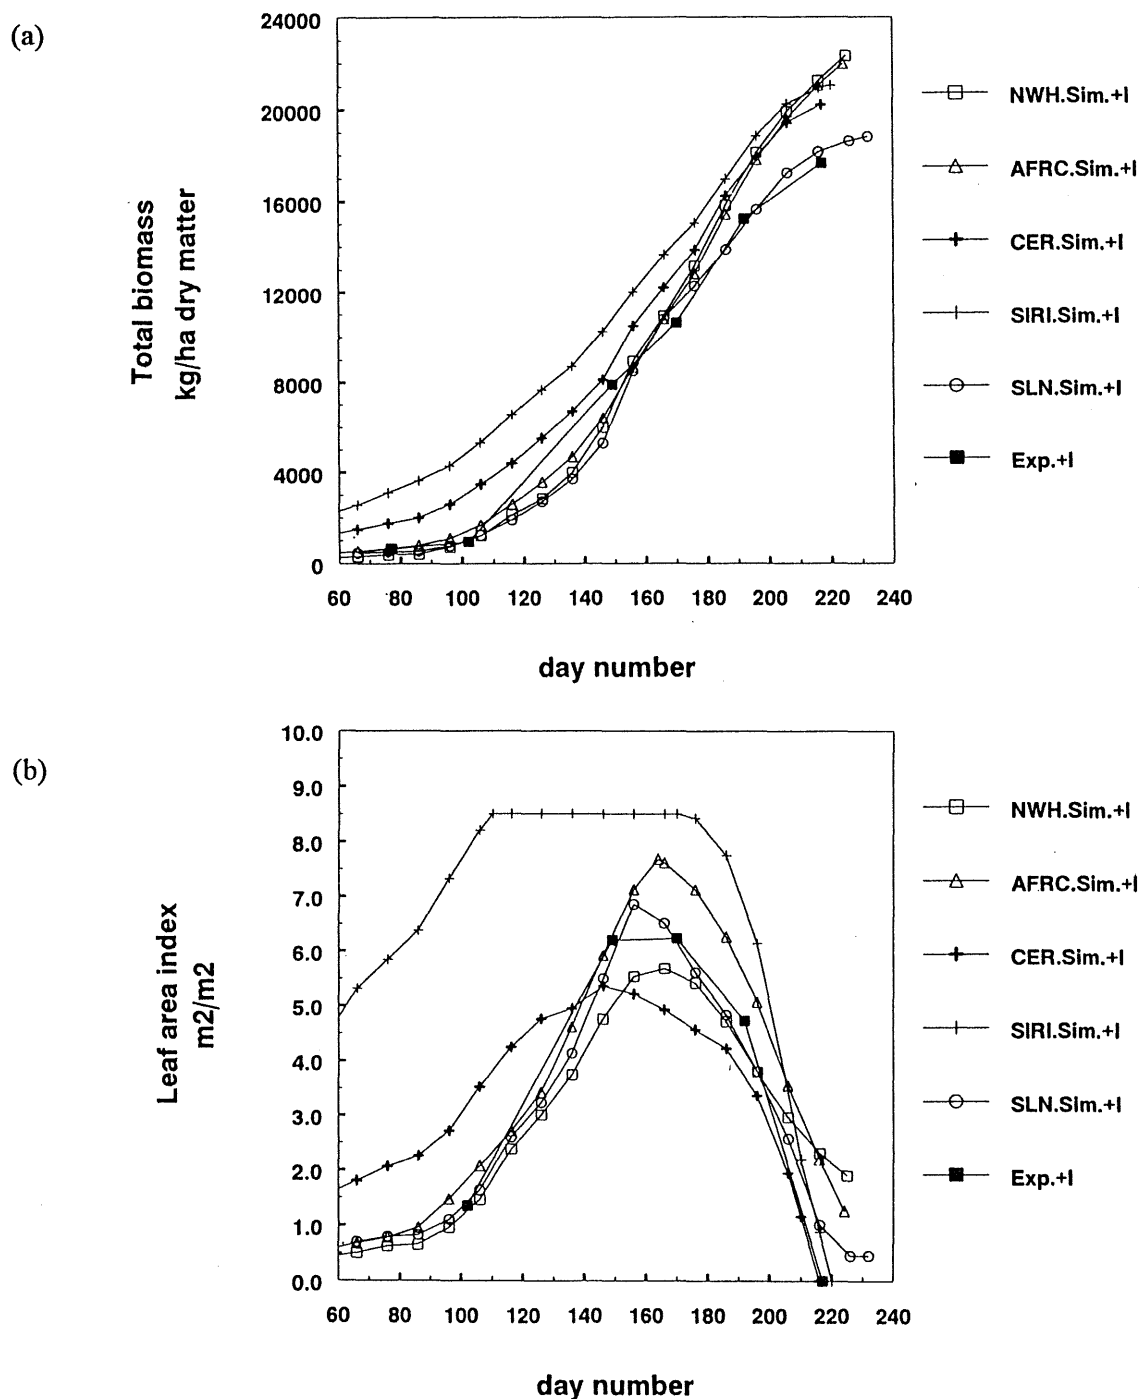 (a)
24000
20000
16000
12000
8000
4000
0
Total biomass
kg/ha dry matter
60 80 100 120 140 160 180 200 220 240
day number
NWH.Sim.+I
AFRC.Sim.+I
CER.Sim.+I
SIRI.Sim.+I
SLN.Sim.+I
Exp.+I
(b)
10.0
9.0
8.0
7.0
6.0
5.0
4.0
3.0
2.0
1.0
0.0
Leaf area index
m2/m2
60 80 100 120 140 160 180 200 220 240
day number
NWH.Sim.+I
AFRC.Sim.+I
CER.Sim.+I
SIRI.Sim.+I
SLN.Sim.+I
Exp.+I